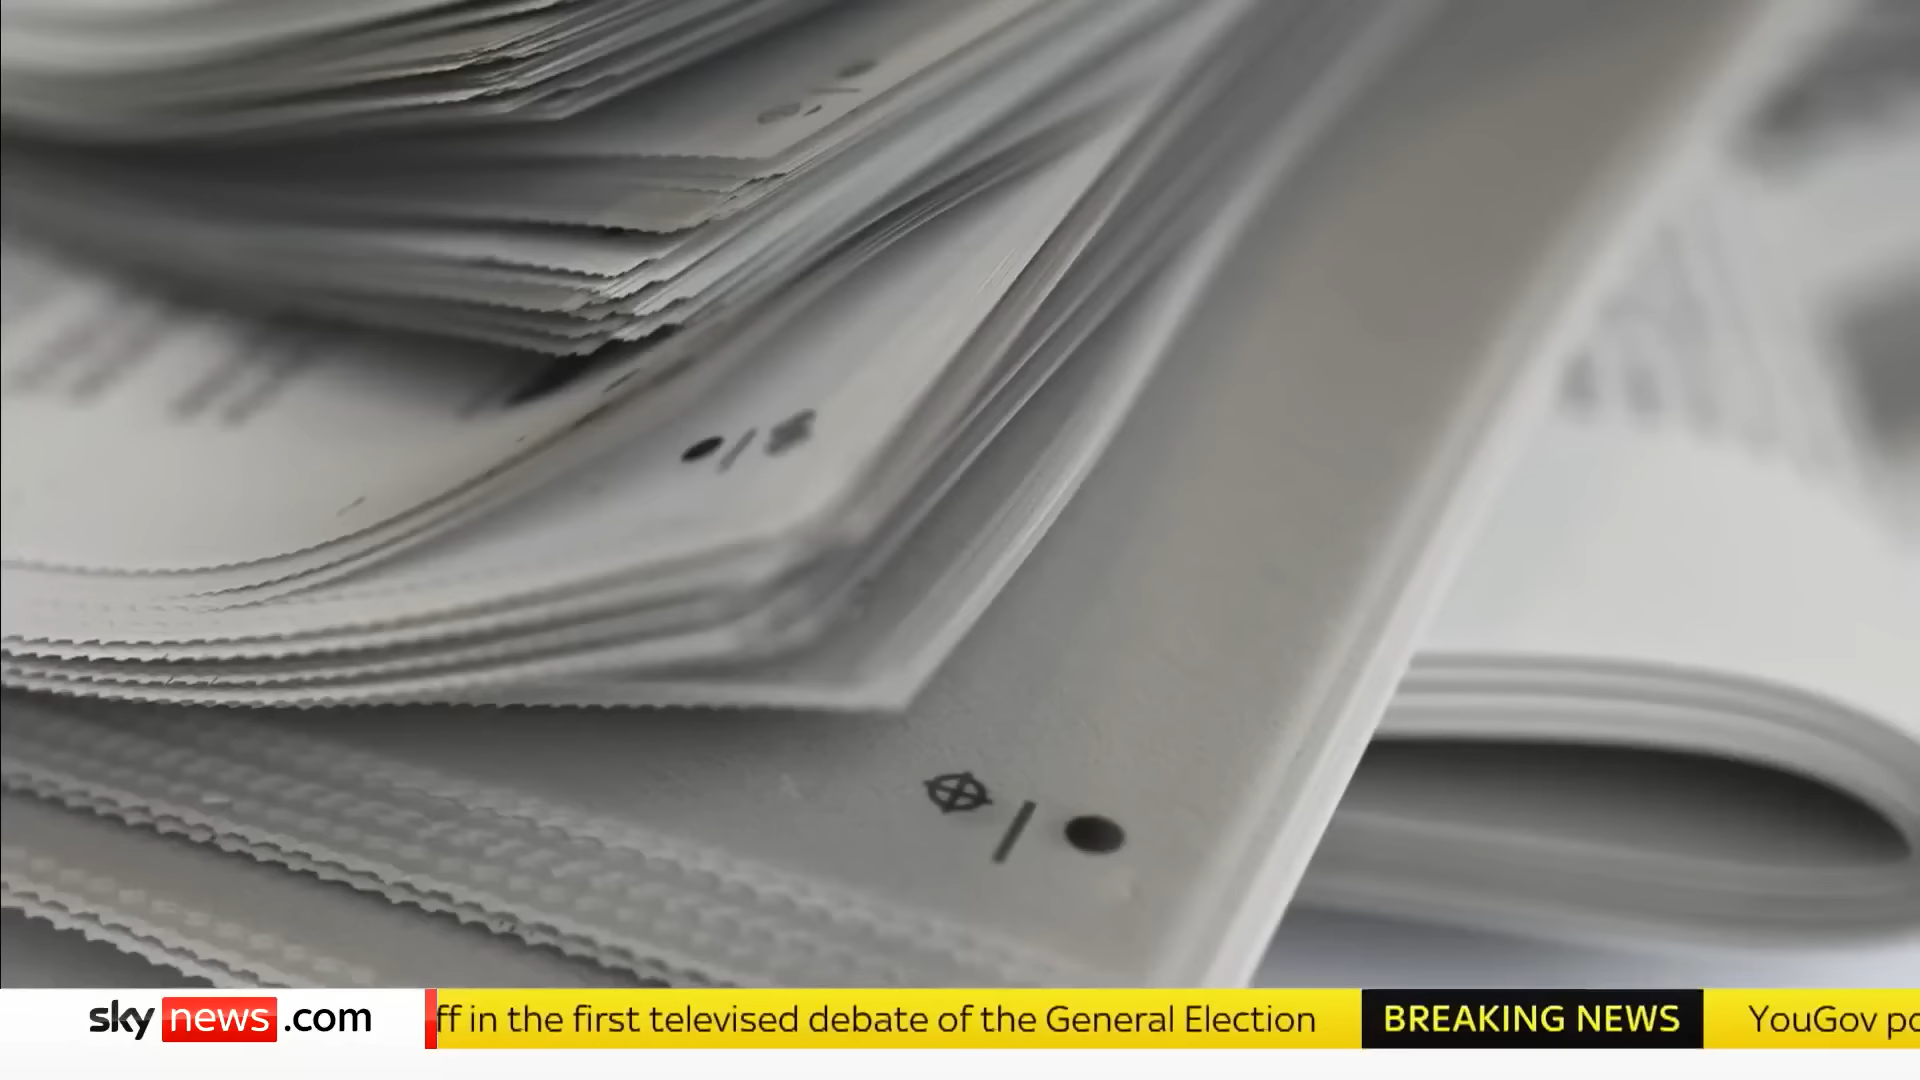 sky news .com
ff in the first televised debate of the General Election BREAKING NEWS YouGov po